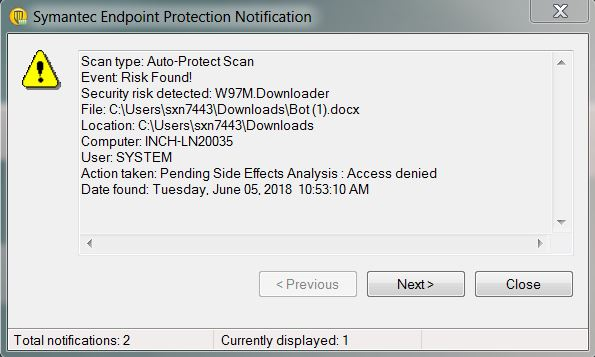 Symantec Endpoint Protection Notification
Scan type: Auto-Protect Scan
Event: Risk Found!
Security risk detected: W97M.Downloader
File: C:\Users\sxn7443\Downloads\Bot (1).docx
Location: C:\Users\sxn7443\Downloads
Computer: INCH-LN20035
User: SYSTEM
Action taken: Pending Side Effects Analysis : Access denied
Date found: Tuesday, June 05, 2018  10:53:10 AM
< Previous
Next >
Close
Total notifications: 2
Currently displayed: 1